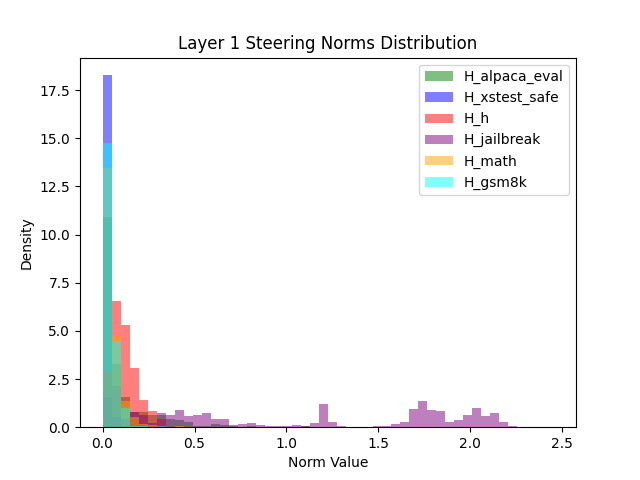 Layer 1 Steering Norms Distribution
H_alpaca_eval
H_xstest_safe
H_h
H_jailbreak
H_math
H_gsm8k
Density
17.5
15.0
12.5
10.0
7.5
5.0
2.5
0.0
0.0 0.5 1.0 1.5 2.0 2.5
Norm Value